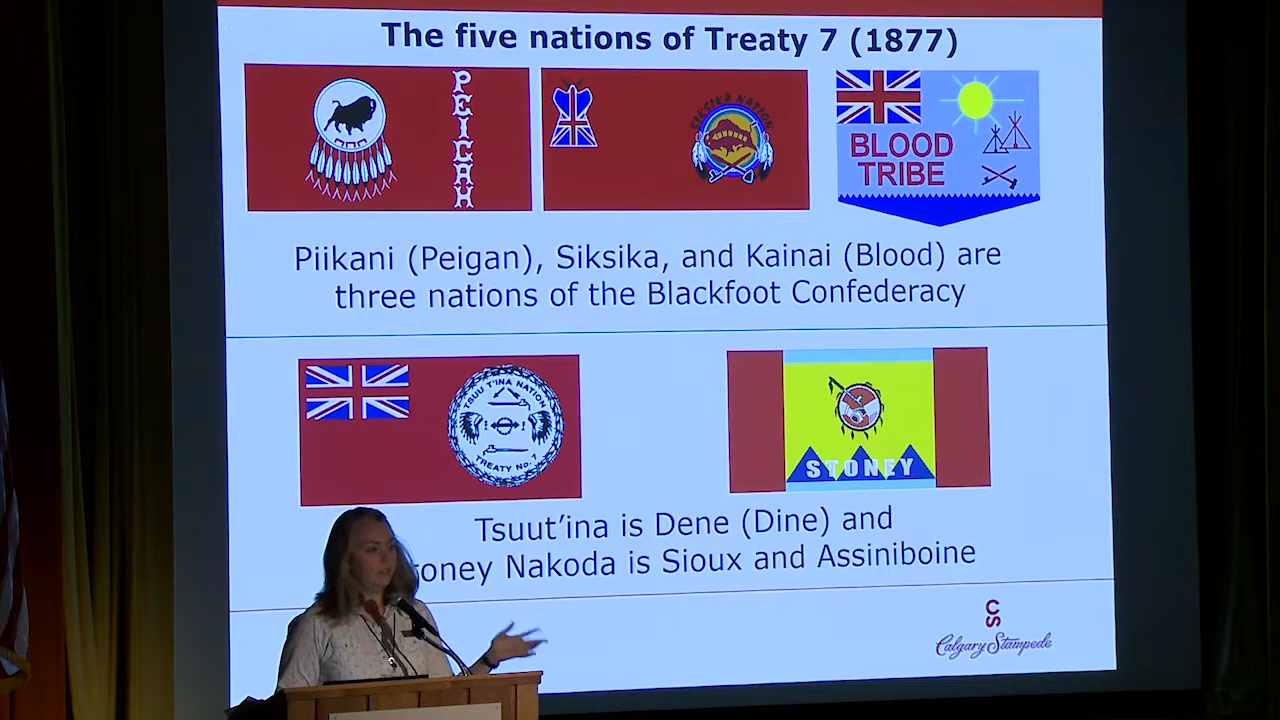 The five nations of Treaty 7 (1877)
PEIGAN
SIKSIKA NATION
BLOOD
TRIBE
Piikani (Peigan), Siksika, and Kainai (Blood) are
three nations of the Blackfoot Confederacy
TSUU T'INA NATION
TREATY No. 7
STONEY
Tsuut'ina is Dene (Dine) and
oney Nakoda is Sioux and Assiniboine
CS
Calgary Stampede